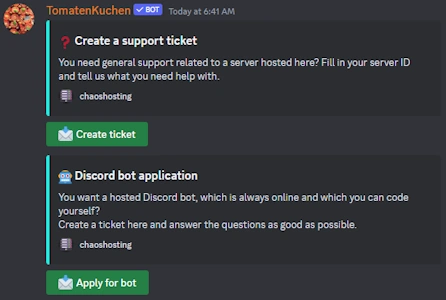 TomatenKuchen ✓ BOT Today at 6:41 AM
❓ Create a support ticket
You need general support related to a server hosted here? Fill in your server ID
and tell us what you need help with.
chaoshosting
Create ticket
Discord bot application
You want a hosted Discord bot, which is always online and which you can code
yourself?
Create a ticket here and answer the questions as good as possible.
chaoshosting
Apply for bot